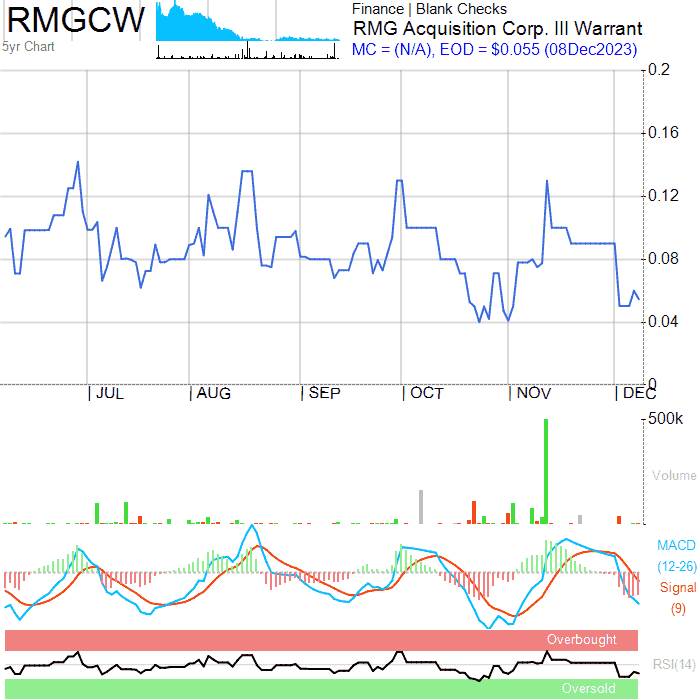 RMGCW
5yr Chart
Finance | Blank Checks
RMG Acquisition Corp. III Warrant
MC = (N/A), EOD = $0.055 (08Dec2023)
0.2
0.16
0.12
0.08
0.04
0
JUL AUG SEP OCT NOV DEC
500k
Volume
MACD
(12-26)
Signal
(9)
Overbought
RSI(14)
Oversold